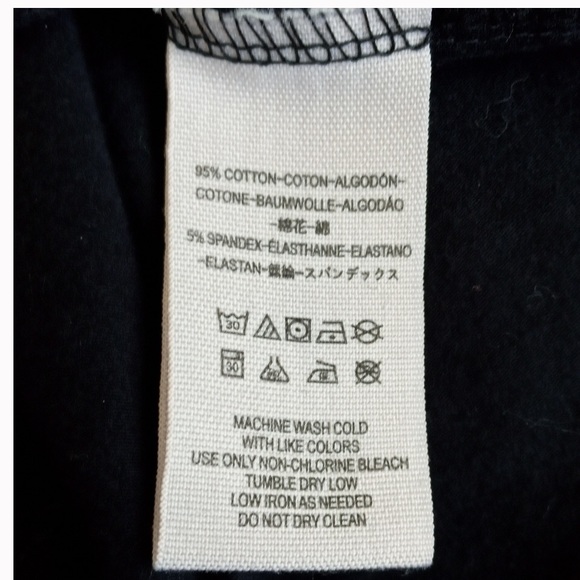 95% COTTON-COTON-ALGODÓN-
COTONE-BAUMWOLLE-ALGODÃO
-綿花-綿
5% SPANDEX-ÉLASTHANNE-ELASTANO
-ELASTAN-スパンデックス
30
30
MACHINE WASH COLD
WITH LIKE COLORS
USE ONLY NON-CHLORINE BLEACH
TUMBLE DRY LOW
LOW IRON AS NEEDED
DO NOT DRY CLEAN